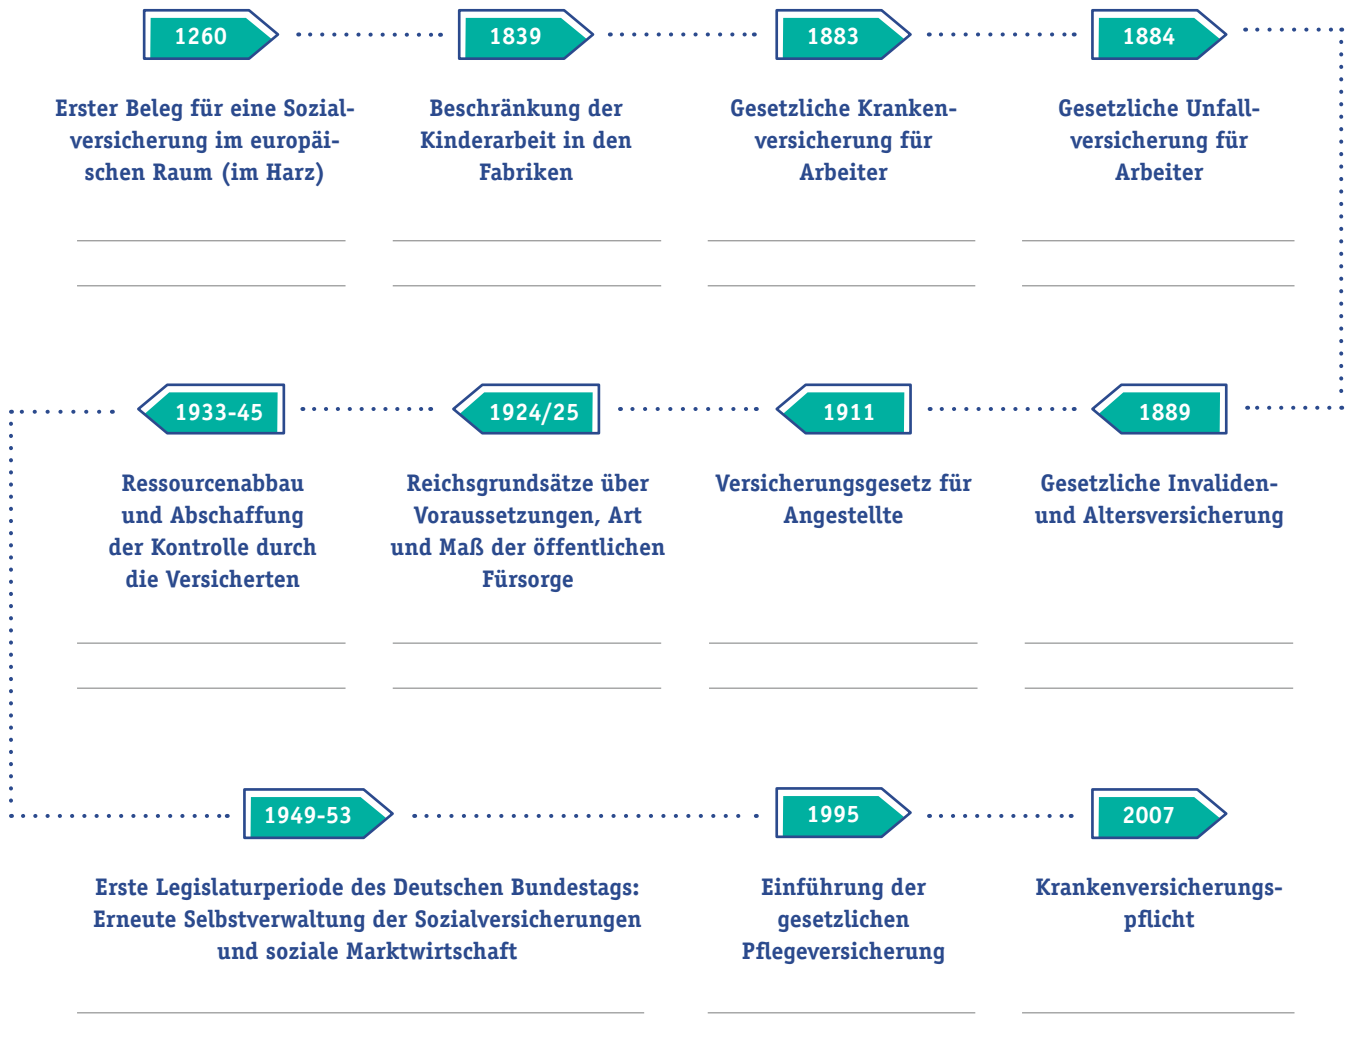 1260
Erster Beleg für eine Sozial-
versicherung im europäi-
schen Raum (im Harz)
1839
Beschränkung der
Kinderarbeit in den
Fabriken
1883
Gesetzliche Kranken-
versicherung für
Arbeiter
1884
Gesetzliche Unfall-
versicherung für
Arbeiter
1889
Gesetzliche Invaliden-
und Altersversicherung
1911
Versicherungsgesetz für
Angestellte
1924/25
Reichsgrundsätze über
Voraussetzungen, Art
und Maß der öffentlichen
Fürsorge
1933-45
Ressourcenabbau
und Abschaffung
der Kontrolle durch
die Versicherten
1949-53
Erste Legislaturperiode des Deutschen Bundestags:
Erneute Selbstverwaltung der Sozialversicherungen
und soziale Marktwirtschaft
1995
Einführung der
gesetzlichen
Pflegeversicherung
2007
Krankenversicherungs-
pflicht